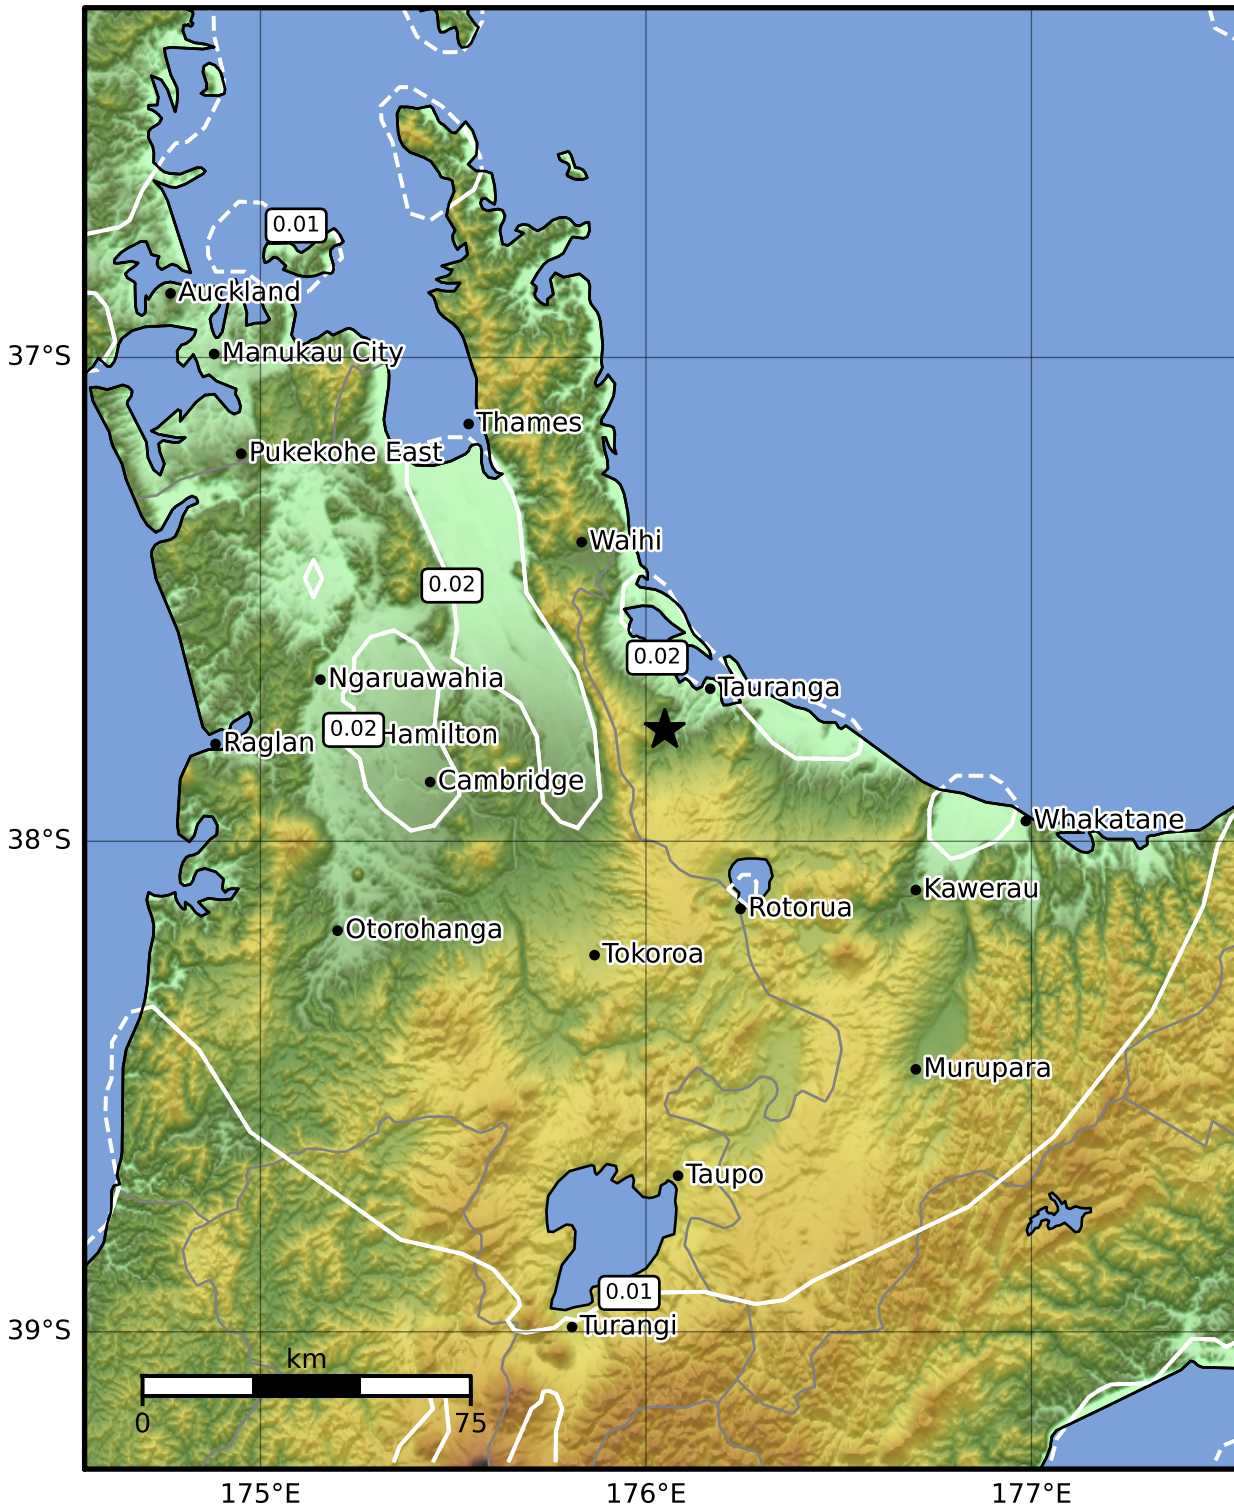 0.01
Auckland
37°S
Manukau City
Thames
Pukekohe East
Waihi
0.02
0.02
Ngaruawahia
Tauranga
0.02
Hamilton
Raglan
Cambridge
Whakatane
38°S
Kawerau
Rotorua
Otorohanga
Tokoroa
Murupara
Taupo
0.01
39°S
Turangi
km
0
75
175°E
176°E
177°E